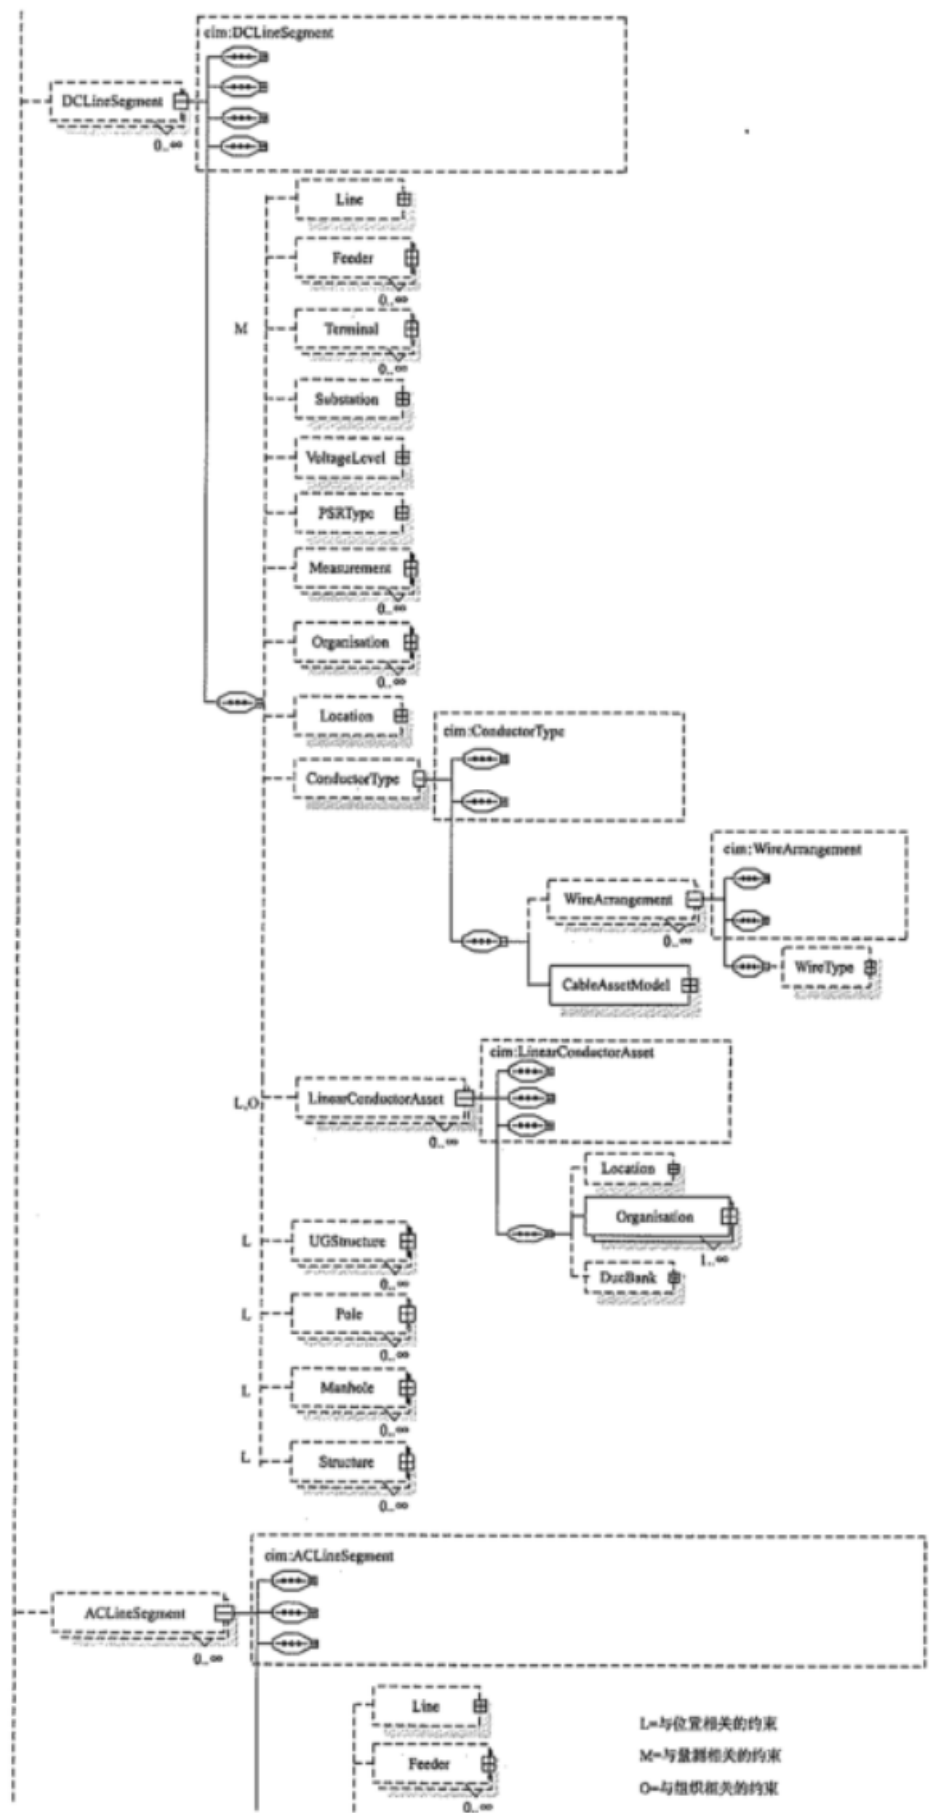 cim:DCLineSegment
DCLineSegment
0..∞
Line
Feeder
0..∞
M
Terminal
0..∞
Substation
VoltageLevel
PSRType
Measurement
0..∞
Organisation
0..∞
Location
cim:ConductorType
ConductorType
cim:WireArrangement
WireArrangement
0..∞
WireType
CableAssetModel
cim:LinearConductorAsset
L,O
LinearConductorAsset
0..∞
Location
Organisation
1..∞
L
UGStructure
0..∞
DuctBank
L
Pole
0..∞
L
Manhole
0..∞
L
Structure
0..∞
cim:ACLineSegment
ACLineSegment
0..∞
Line
L=与位置相关的约束
Feeder
M=与量测相关的约束
0..∞
O=与组织相关的约束